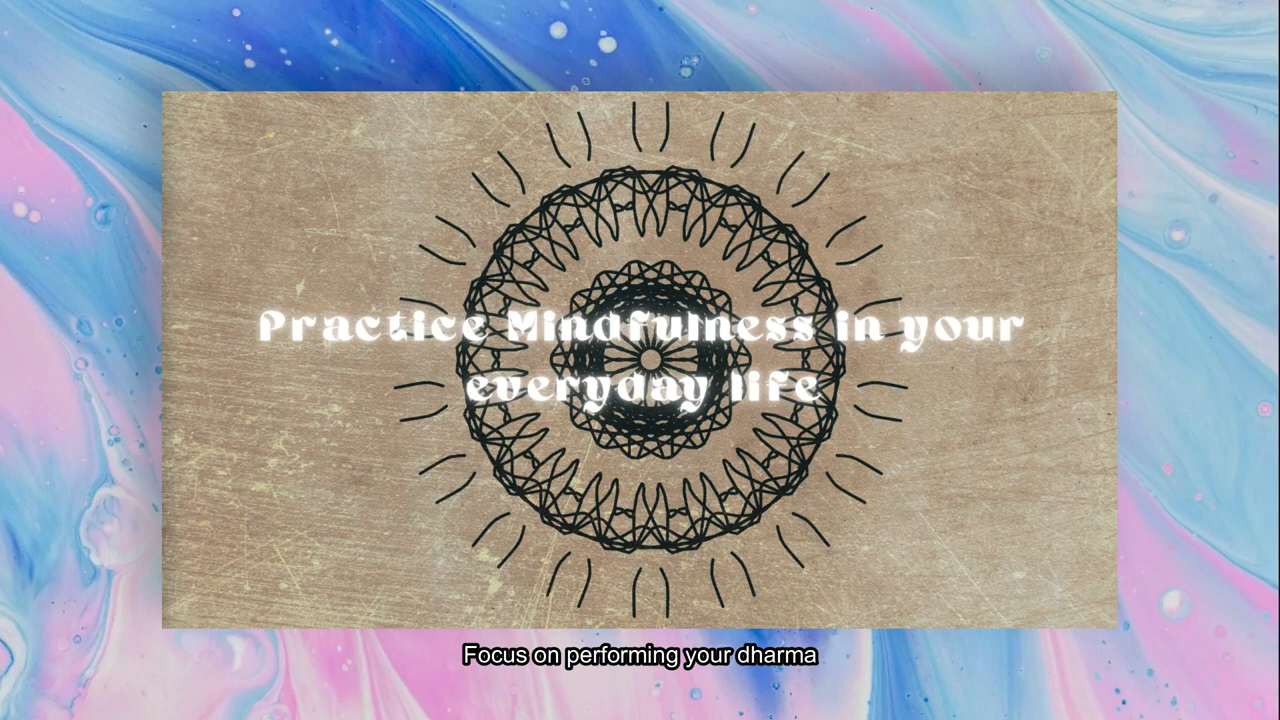 Practice Mindfulness in your
everyday life
Focus on performing your dharma